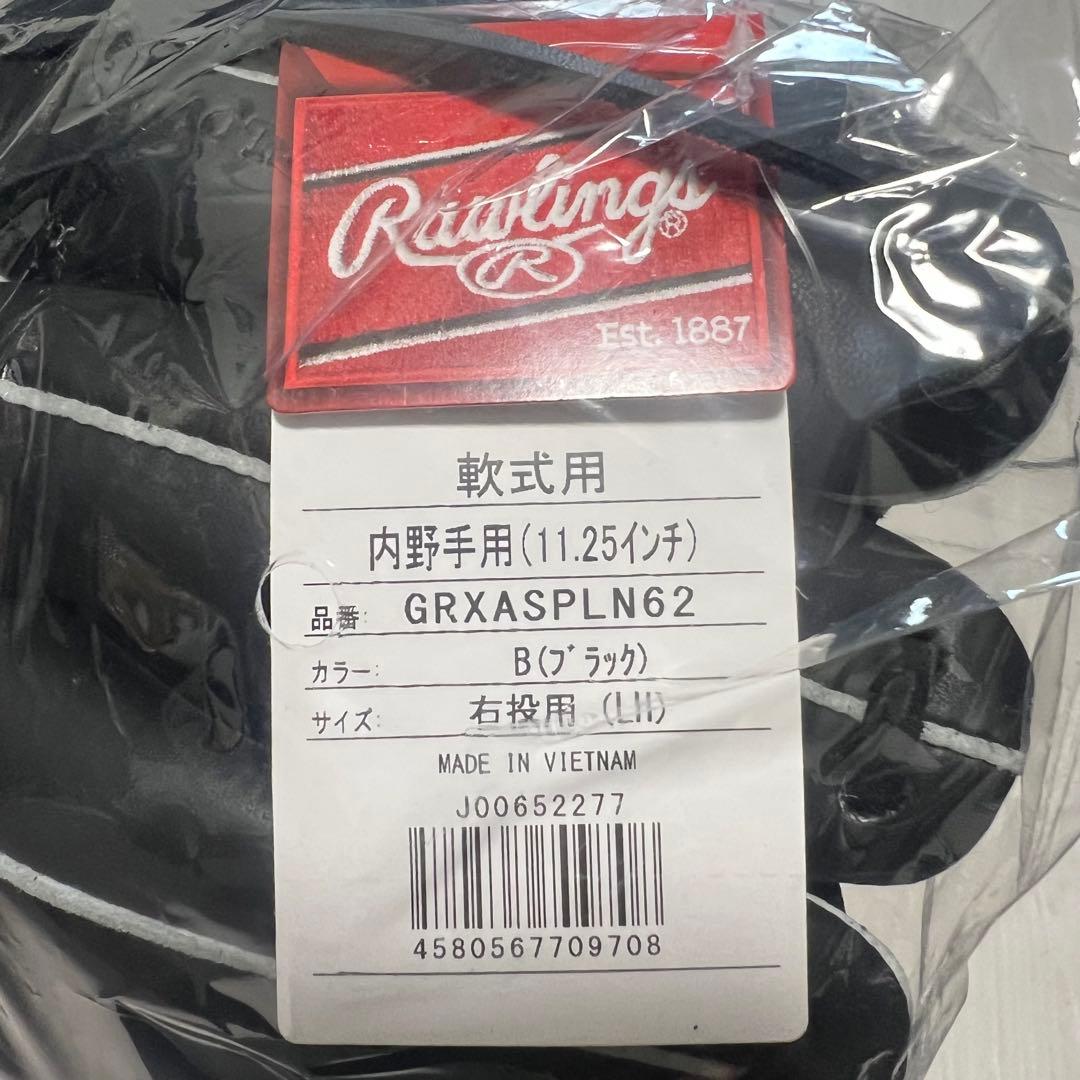 Rawlings
R
Est. 1887
軟式用
内野手用(11.25インチ)
品番: GRXASPLN62
カラー: B(ブラック)
サイズ: 右投用 (LH)
MADE IN VIETNAM
J00652277
4580567709708